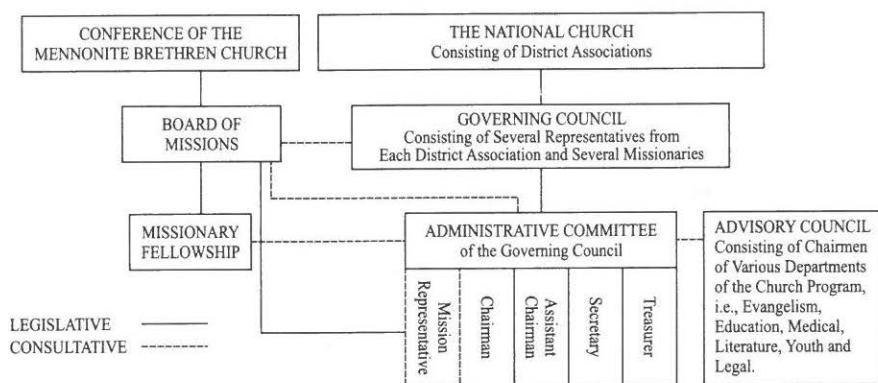 CONFERENCE OF THE
MENNONITE BRETHREN CHURCH
THE NATIONAL CHURCH
Consisting of District Associations
BOARD OF
MISSIONS
GOVERNING COUNCIL
Consisting of Several Representatives from
Each District Association and Several Missionaries
MISSIONARY
FELLOWSHIP
ADMINISTRATIVE COMMITTEE
of the Governing Council
ADVISORY COUNCIL
Consisting of Chairmen
of Various Departments
of the Church Program,
i.e., Evangelism,
Education, Medical,
Literature, Youth and
Legal.
Mission
Representative
Chairman
Assistant
Chairman
Secretary
Treasurer
LEGISLATIVE
CONSULTATIVE